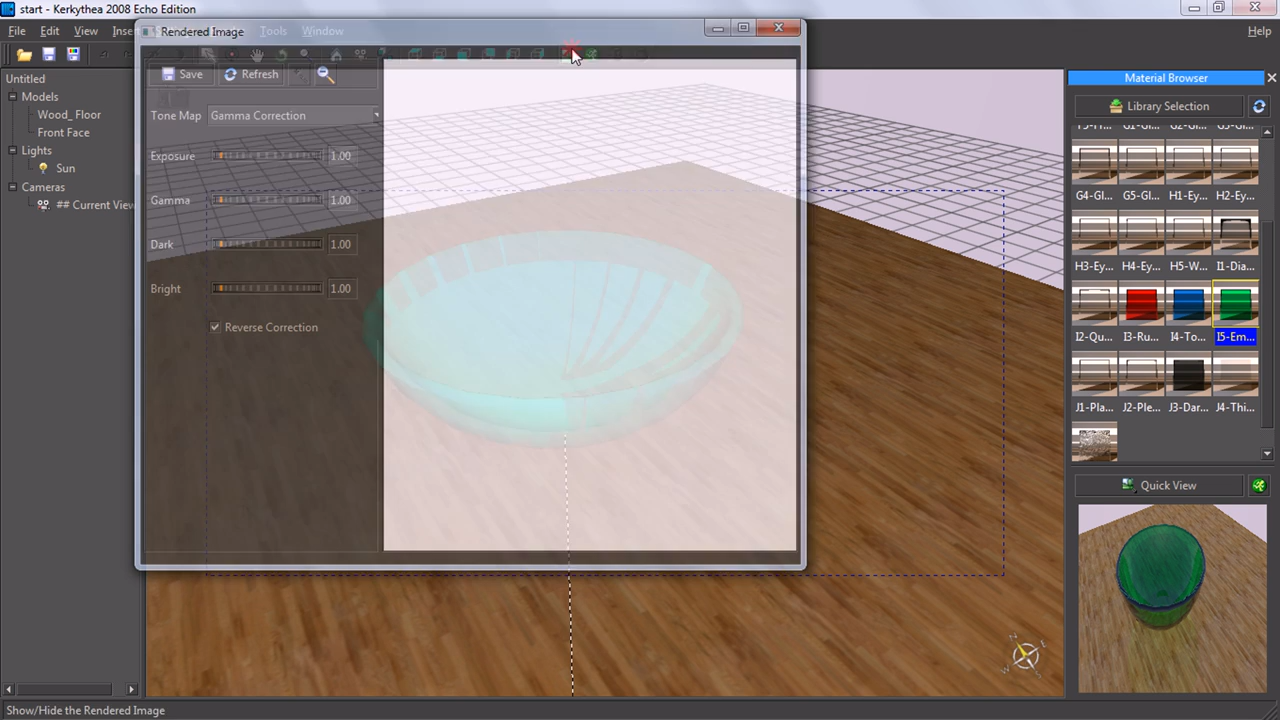 start - Kerkythea 2008 Echo Edition
File Edit View Inser Tools Window Help
Rendered Image
Save Refresh
Tone Map Gamma Correction
Exposure 1.00
Gamma 1.00
Dark 1.00
Bright 1.00
Reverse Correction
Untitled
Models
Wood_ Floor
Front Face
Lights
Sun
Cameras
## Current View
Material Browser
Library Selection
G4-Gl... G5-Gl... H1-Ey... H2-Ey...
H3-Ey... H4-Ey... H5-W... I1-Dia...
I2-Qu... I3-Ru... I4-To... I5-Em...
J1-Pla... J2-Ple... J3-Dar... J4-Thi...
Quick View
N E S W
Show/Hide the Rendered Image